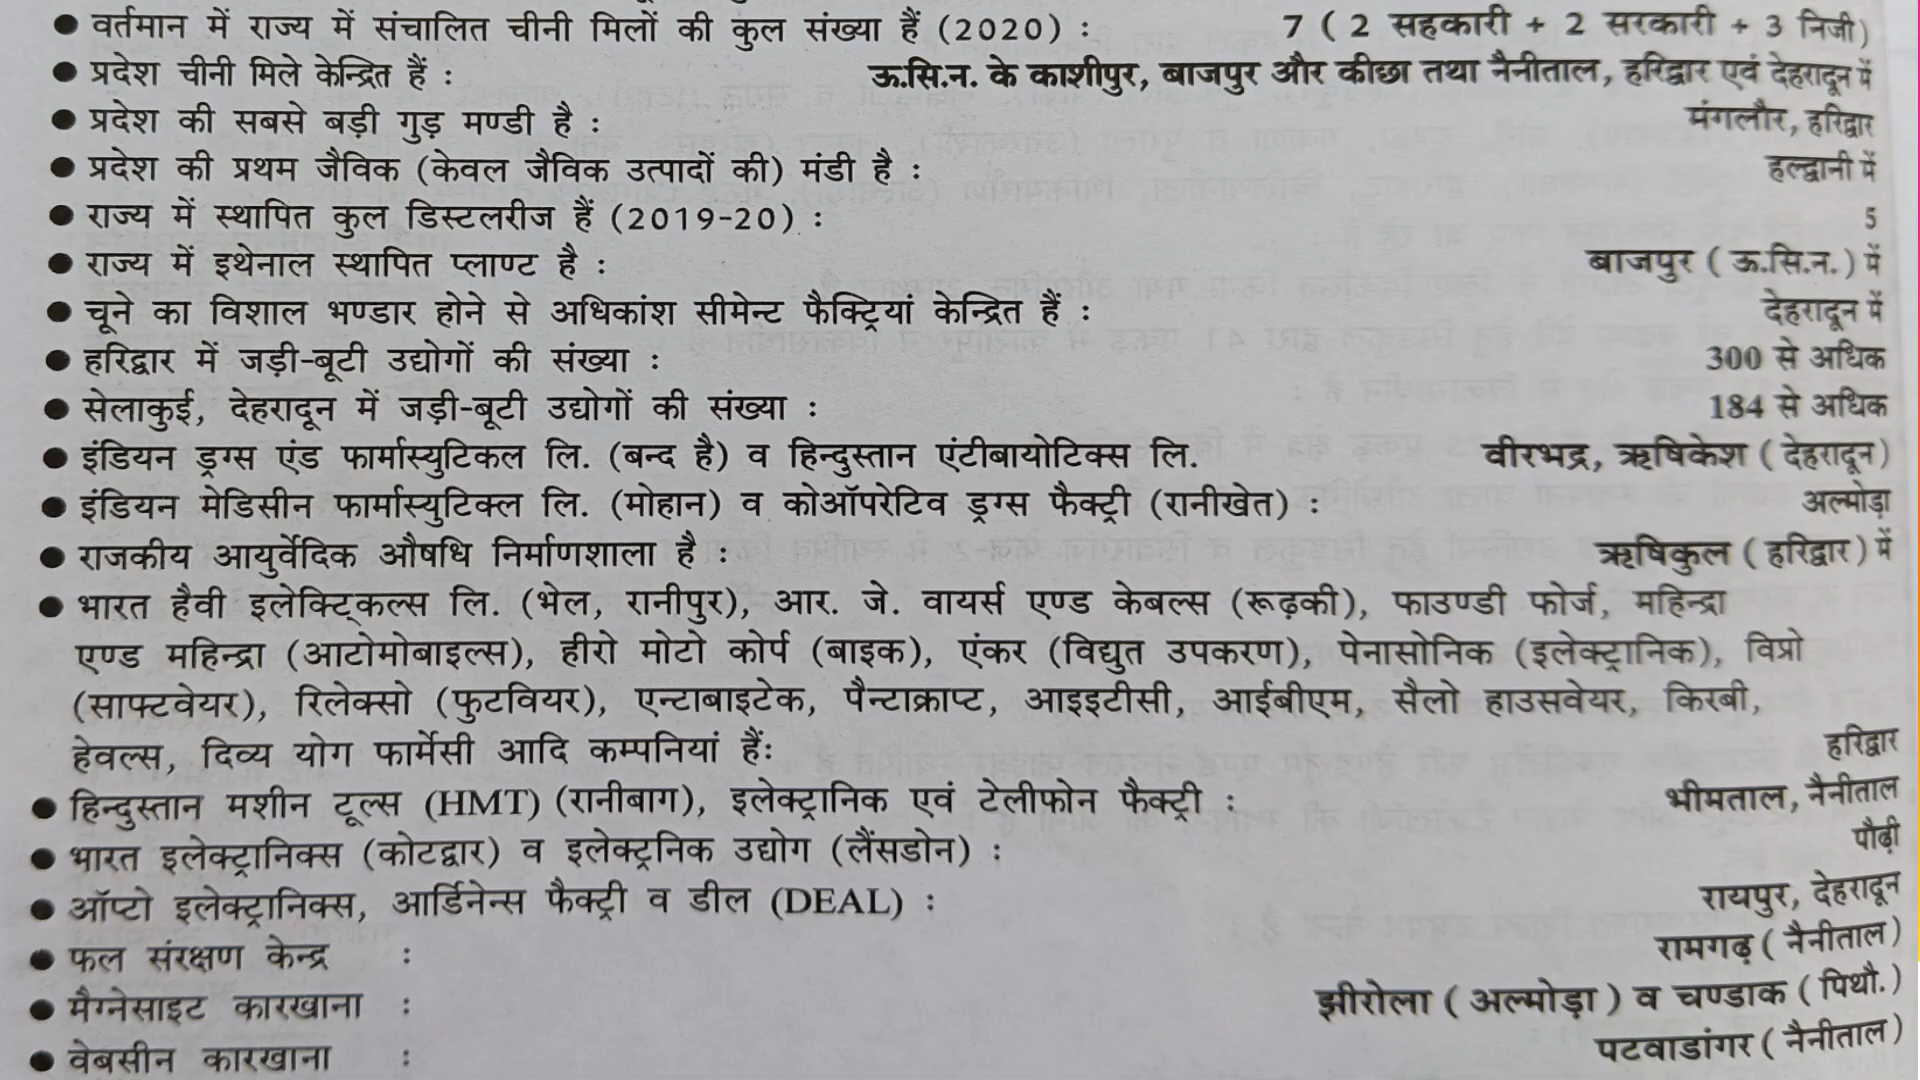 ● वर्तमान में राज्य में संचालित चीनी मिलों की कुल संख्या हैं (2020) : 7 ( 2 सहकारी + 2 सरकारी + 3 निजी)
● प्रदेश चीनी मिले केन्द्रित हैं : ऊ.सि.न. के काशीपुर, बाजपुर और कीछा तथा नैनीताल, हरिद्वार एवं देहरादून में
● प्रदेश की सबसे बड़ी गुड़ मण्डी है : मंगलौर, हरिद्वार
● प्रदेश की प्रथम जैविक (केवल जैविक उत्पादों की) मंडी है : हल्द्वानी में
● राज्य में स्थापित कुल डिस्टलरीज हैं (2019-20) : 5
● राज्य में इथेनाल स्थापित प्लाण्ट है : बाजपुर ( ऊ.सि.न. ) में
● चूने का विशाल भण्डार होने से अधिकांश सीमेन्ट फैक्ट्रियां केन्द्रित हैं : देहरादून में
● हरिद्वार में जड़ी-बूटी उद्योगों की संख्या : 300 से अधिक
● सेलाकुई, देहरादून में जड़ी-बूटी उद्योगों की संख्या : 184 से अधिक
● इंडियन ड्रग्स एंड फार्मास्युटिकल लि. (बन्द है) व हिन्दुस्तान एंटीबायोटिक्स लि. वीरभद्र, ऋषिकेश ( देहरादून )
● इंडियन मेडिसीन फार्मास्युटिक्ल लि. (मोहान) व कोऑपरेटिव ड्रग्स फैक्ट्री (रानीखेत) : अल्मोड़ा
● राजकीय आयुर्वेदिक औषधि निर्माणशाला है : ऋषिकुल ( हरिद्वार ) में
● भारत हैवी इलेक्ट्रिकल्स लि. (भेल, रानीपुर), आर. जे. वायर्स एण्ड केबल्स (रूढ़की), फाउण्डी फोर्ज, महिन्द्रा
एण्ड महिन्द्रा (आटोमोबाइल्स), हीरो मोटो कोर्प (बाइक), एंकर (विद्युत उपकरण), पेनासोनिक (इलेक्ट्रानिक), विप्रो
(साफ्टवेयर), रिलेक्सो (फुटवियर), एन्टाबाइटेक, पैन्टाक्राप्ट, आइइटीसी, आईबीएम, सैलो हाउसवेयर, किरबी,
हेवल्स, दिव्य योग फार्मेसी आदि कम्पनियां हैं: हरिद्वार
● हिन्दुस्तान मशीन टूल्स (HMT) (रानीबाग), इलेक्ट्रानिक एवं टेलीफोन फैक्ट्री : भीमताल, नैनीताल
● भारत इलेक्ट्रानिक्स (कोटद्वार) व इलेक्ट्रनिक उद्योग (लैंसडोन) : पौढ़ी
● ऑप्टो इलेक्ट्रानिक्स, आर्डिनेन्स फैक्ट्री व डील (DEAL) : रायपुर, देहरादून
● फल संरक्षण केन्द्र : रामगढ़ ( नैनीताल )
● मैग्नेसाइट कारखाना : झीरोला ( अल्मोड़ा ) व चण्डाक ( पिथौ. )
● वेबसीन कारखाना : पटवाडांगर ( नैनीताल )